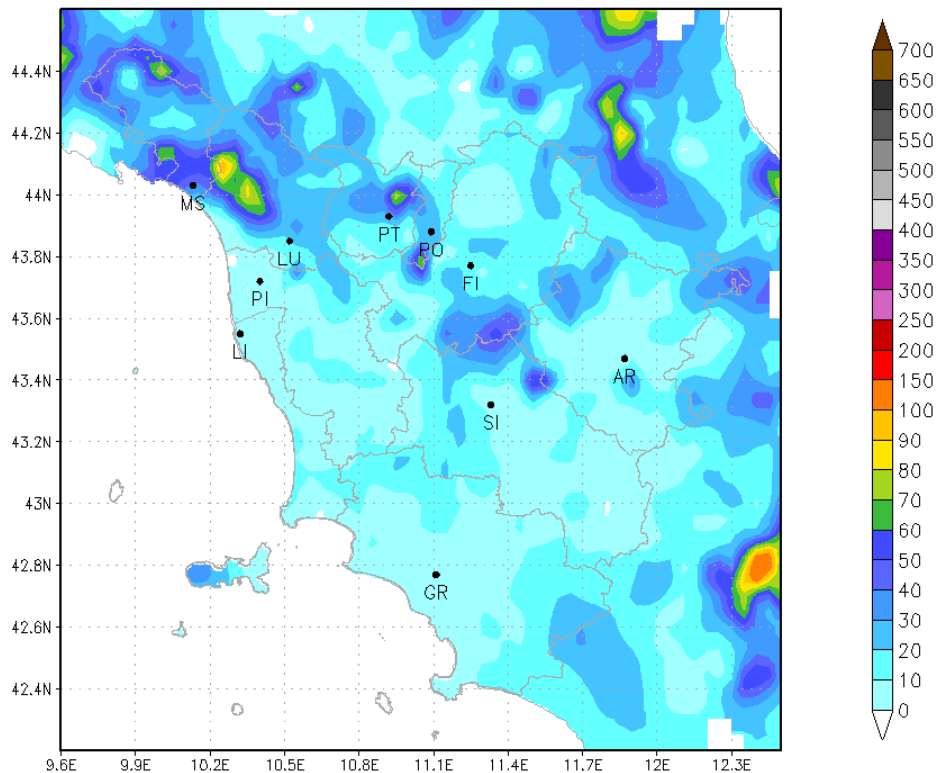 44.4N
44.2N
44N
43.8N
43.6N
43.4N
43.2N
43N
42.8N
42.6N
42.4N
MS
PT
PO
LU
FI
PI
LI
AR
SI
GR
9.6E 9.9E 10.2E 10.5E 10.8E 11.1E 11.4E 11.7E 12E 12.3E
700
650
600
550
500
450
400
350
300
250
200
150
100
90
80
70
60
50
40
30
20
10
0